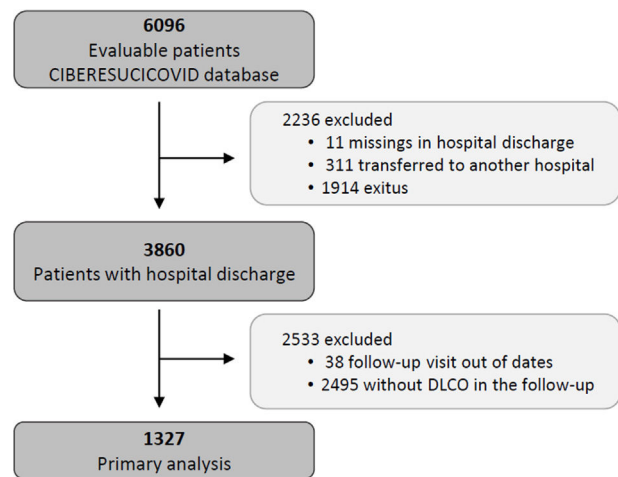 6096
Evaluable patients
CIBERESUCICOVID database
2236 excluded
• 11 missings in hospital discharge
• 311 transferred to another hospital
• 1914 exitus
3860
Patients with hospital discharge
2533 excluded
• 38 follow-up visit out of dates
• 2495 without DLCO in the follow-up
1327
Primary analysis